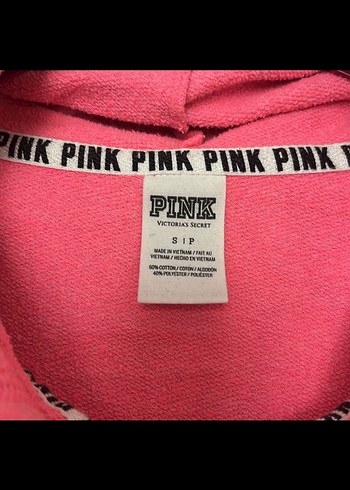 PINK PINK PINK PINK PINK PI
PINK
VICTORIA'S SECRET
S | P
MADE IN VIETNAM / FAIT AU
VIETNAM / HECHO EN VIETNAM
60% COTTON / COTON / ALGODÓN
40% POLYESTER / POLIÉSTER